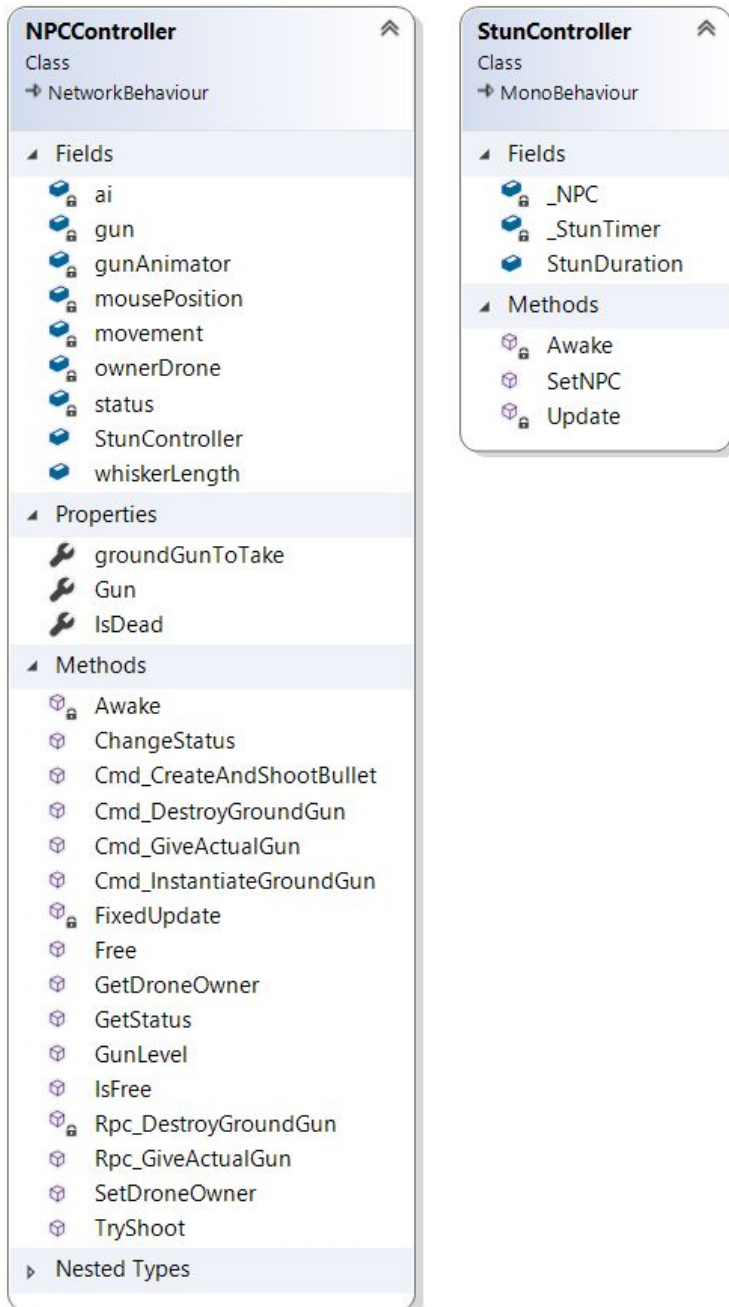 NPCController
Class
NetworkBehaviour
Fields
ai
gun
gunAnimator
mousePosition
movement
ownerDrone
status
StunController
whiskerLength
Properties
groundGunToTake
Gun
IsDead
Methods
Awake
ChangeStatus
Cmd_CreateAndShootBullet
Cmd_DestroyGroundGun
Cmd_GiveActualGun
Cmd_InstantiateGroundGun
FixedUpdate
Free
GetDroneOwner
GetStatus
GunLevel
IsFree
Rpc_DestroyGroundGun
Rpc_GiveActualGun
SetDroneOwner
TryShoot
Nested Types
StunController
Class
MonoBehaviour
Fields
_NPC
_StunTimer
StunDuration
Methods
Awake
SetNPC
Update